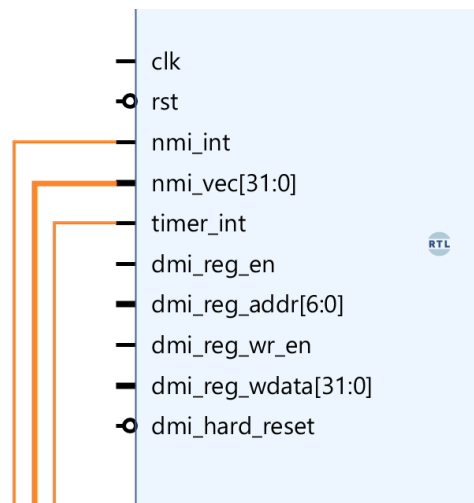 clk
rst
nmi_int
nmi_vec[31:0]
timer_int
RTL
dmi_reg_en
dmi_reg_addr[6:0]
dmi_reg_wr_en
dmi_reg_wdata[31:0]
dmi_hard_reset